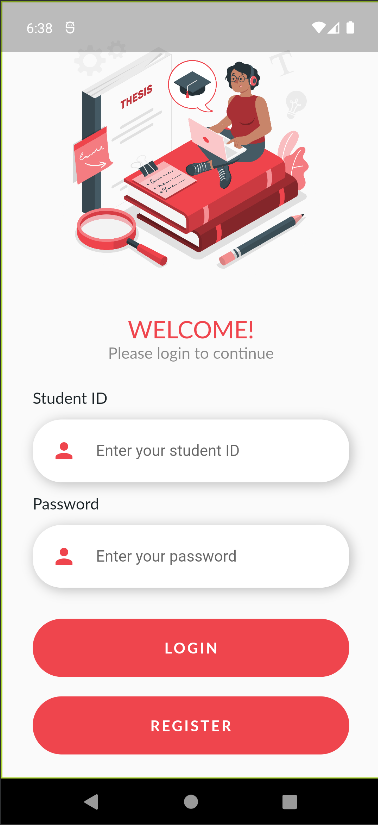 6:38
THESIS
T
WELCOME!
Please login to continue
Student ID
Enter your student ID
Password
Enter your password
LOGIN
REGISTER